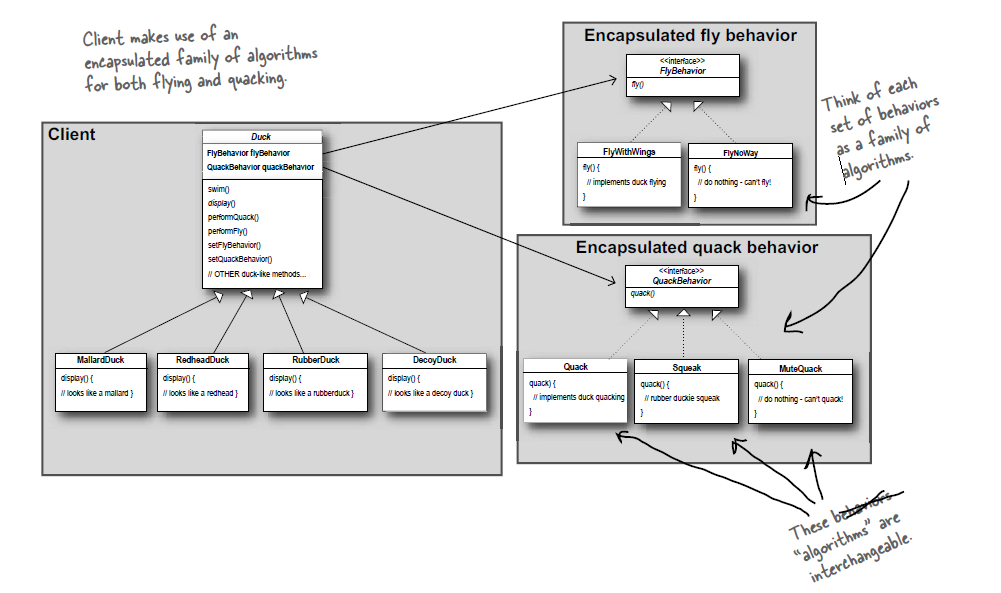 Client makes use of an
encapsulated family of algorithms
for both flying and quacking.
Client
Duck
FlyBehavior flyBehavior
QuackBehavior quackBehavior
swim()
display()
performQuack()
performFly()
setFlyBehavior()
setQuackBehavior()
// OTHER duck-like methods...
MallardDuck
display() {
// looks like a mallard }
RedheadDuck
display() {
// looks like a redhead }
RubberDuck
display() {
// looks like a rubberduck }
DecoyDuck
display() {
// looks like a decoy duck }
Encapsulated fly behavior
<<interface>>
FlyBehavior
fly()
FlyWithWings
fly() {
// implements duck flying
}
FlyNoWay
fly() {
// do nothing - can't fly!
}
Think of each
set of behaviors
as a family of
algorithms.
Encapsulated quack behavior
<<interface>>
QuackBehavior
quack()
Quack
quack) {
// implements duck quacking
}
Squeak
quack() {
// rubber duckie squeak
}
MuteQuack
quack() {
// do nothing - can't quack!
}
These behaviors
“algorithms” are
interchangeable.